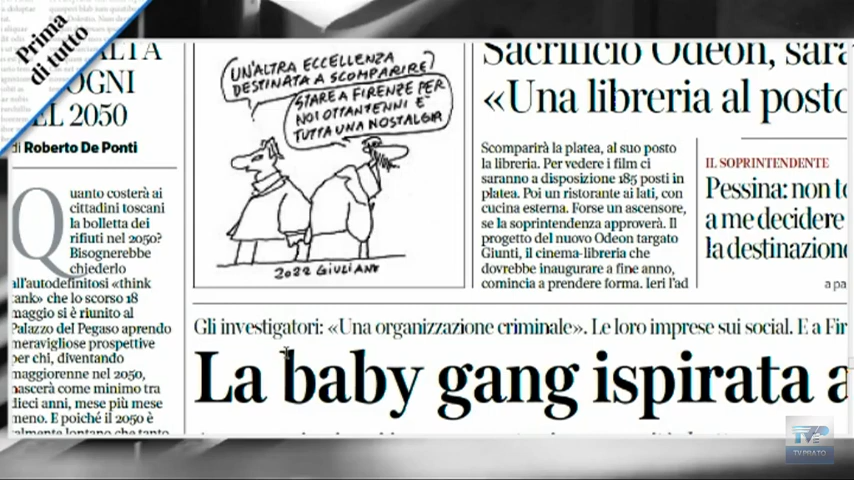 Prima
di tutto
OGNI
EL 2050
di Roberto De Ponti
Quanto costerà ai
cittadini toscani
la bolletta dei
rifiuti nel 2050?
Bisognerebbe
chiederlo
all'autodefinitosi «think
tank» che lo scorso 18
maggio si è riunito al
Palazzo del Pegaso aprendo
meravigliose prospettive
per chi, diventando
maggiorenne nel 2050,
nascerà come minimo tra
dieci anni, mese più mese
meno. E poiché il 2050 è
UN'ALTRA ECCELLENZA
DESTINATA A SCOMPARIRE
STARE A FIRENZE PER
NOI OTTANTENNI È
TUTTA UNA NOSTALGIA
2022 GIULIANO
Sacrificio Odeon, sarà
«Una libreria al posto
Scomparirà la platea, al suo posto
la libreria. Per vedere i film ci
saranno a disposizione 185 posti in
platea. Poi un ristorante ai lati, con
cucina esterna. Forse un ascensore,
se la soprintendenza approverà. Il
progetto del nuovo Odeon targato
Giunti, il cinema-libreria che
dovrebbe inaugurare a fine anno,
comincia a prendere forma. Ieri l'ad
IL SOPRINTENDENTE
Pessina: non to
a me decidere
la destinazione
a pa
Gli investigatori: «Una organizzazione criminale». Le loro imprese sui social. E a Fir
La baby gang ispirata a
TV PRATO